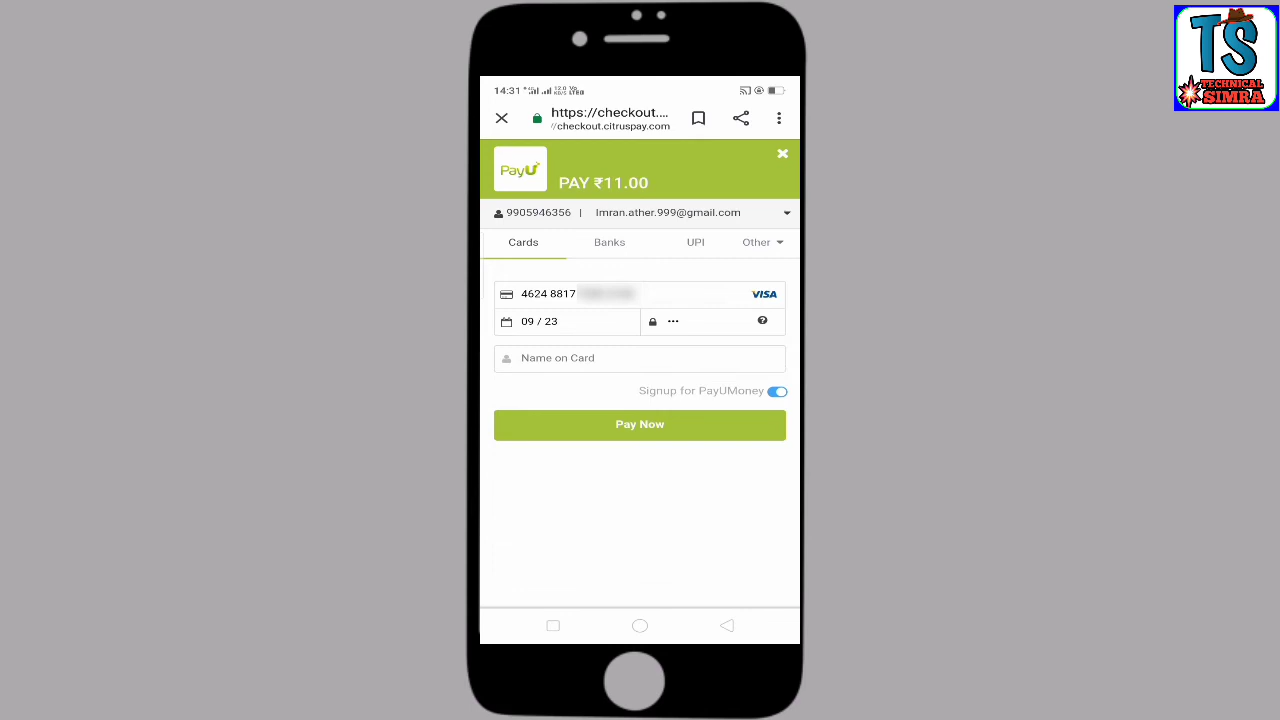 TS
TECHNICAL
SIMRA
14:31
https://checkout....
//checkout.citruspay.com
PayU
PAY ₹11.00
9905946356 | Imran.ather.999@gmail.com
Cards Banks UPI Other
4624 8817 VISA
09 / 23 •••
Name on Card
Signup for PayUMoney
Pay Now